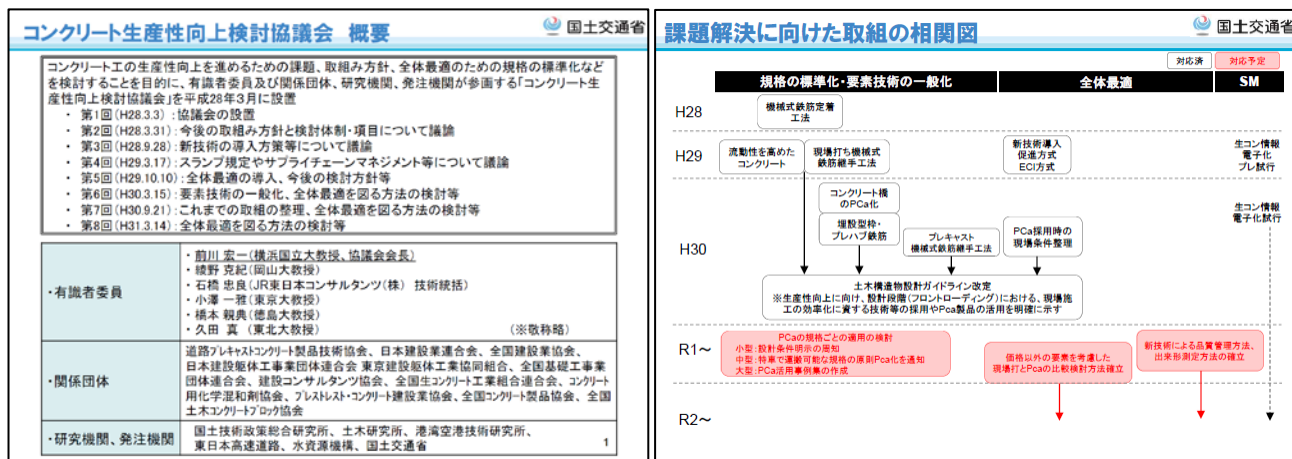 コンクリート生産性向上検討協議会 概要
国土交通省
コンクリート工の生産性向上を進めるための課題、取組み方針、全体最適のための規格の標準化など
を検討することを目的に、有識者委員及び関係団体、研究機関、発注機関が参画する「コンクリート生
産性向上検討協議会」を平成28年3月に設置
・ 第1回(H28.3.3) : 協議会の設置
・ 第2回(H28.3.31) : 今後の取組み方針と検討体制・項目について議論
・ 第3回(H28.9.28) : 新技術の導入方策等について議論
・ 第4回(H29.3.17) : スランプ規定やサプライチェーンマネジメント等について議論
・ 第5回(H29.10.10) : 全体最適の導入、今後の検討方針等
・ 第6回(H30.3.15) : 要素技術の一般化、全体最適を図る方法の検討等
・ 第7回(H30.9.21) : これまでの取組の整理、全体最適を図る方法の検討等
・ 第8回(H31.3.14) : 全体最適を図る方法の検討等
・有識者委員
・前川 宏一(横浜国立大教授、協議会会長)
・綾野 克紀(岡山大教授)
・石橋 忠良(JR東日本コンサルタンツ(株) 技術統括)
・小澤 一雅(東京大教授)
・橋本 親典(徳島大教授)
・久田 真 (東北大教授) (※敬称略)
・関係団体
道路プレキャストコンクリート製品技術協会、日本建設業連合会、全国建設業協会、
日本建設躯体工事業団体連合会 東京建設躯体工業協同組合、全国基礎工事業
団体連合会、建設コンサルタンツ協会、全国生コンクリート工業組合連合会、コンクリート
用化学混和剤協会、プレストレスト・コンクリート建設業協会、全国コンクリート製品協会、全国
土木コンクリートブロック協会
・研究機関、発注機関
国土技術政策総合研究所、土木研究所、港湾空港技術研究所、
東日本高速道路、水資源機構、国土交通省
1
課題解決に向けた取組の相関図
国土交通省
対応済
対応予定
規格の標準化・要素技術の一般化
全体最適
SM
H28
機械式鉄筋定着
工法
H29
流動性を高めた
コンクリート
現場打ち機械式
鉄筋継手工法
新技術導入
促進方式
ECI方式
生コン情報
電子化
プレ試行
H30
コンクリート橋
のPCa化
埋設型枠・
プレハブ鉄筋
プレキャスト
機械式鉄筋継手工法
PCa採用時の
現場条件整理
生コン情報
電子化試行
土木構造物設計ガイドライン改定
※生産性向上に向け、設計段階(フロントローディング)における、現場施
工の効率化に資する技術等の採用やPca製品の活用を明確に示す
R1～
PCaの規格ごとの適用の検討
小型:設計条件明示の周知
中型:特車で運搬可能な規格の原則Pca化を通知
大型:PCa活用事例集の作成
価格以外の要素を考慮した
現場打とPcaの比較検討方法確立
新技術による品質管理方法、
出来形測定方法の確立
R2～